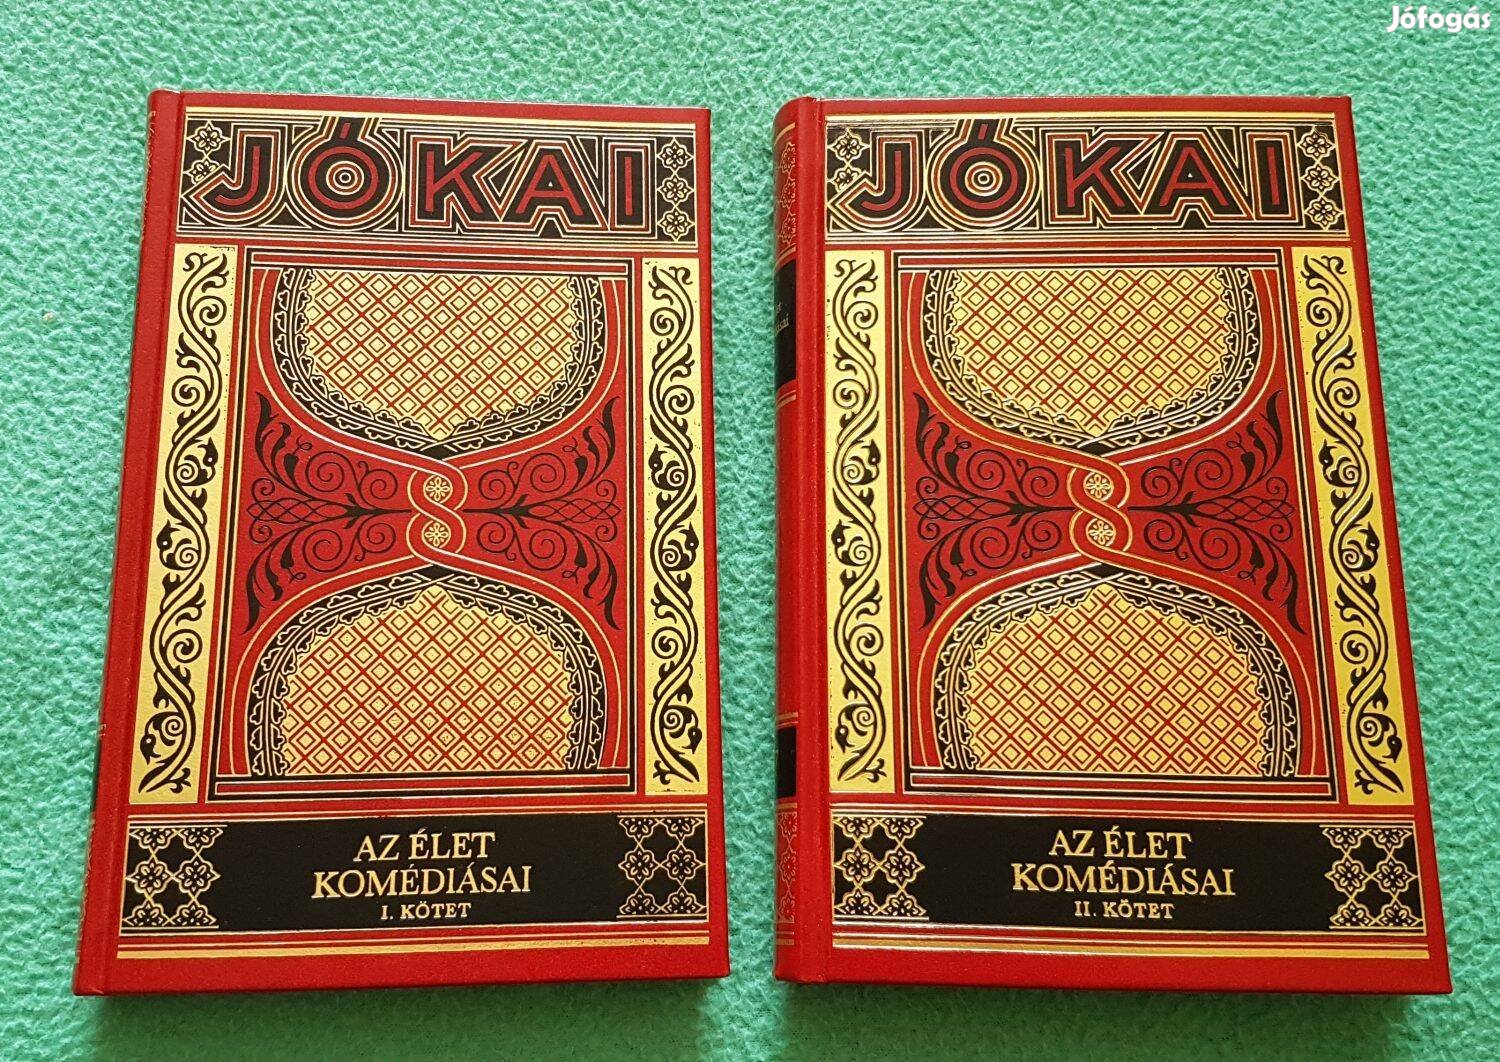 Jófogás
JÓKAI
AZ ÉLET
KOMÉDIÁSAI
I. KÖTET
JÓKAI
AZ ÉLET
KOMÉDIÁSAI
II. KÖTET